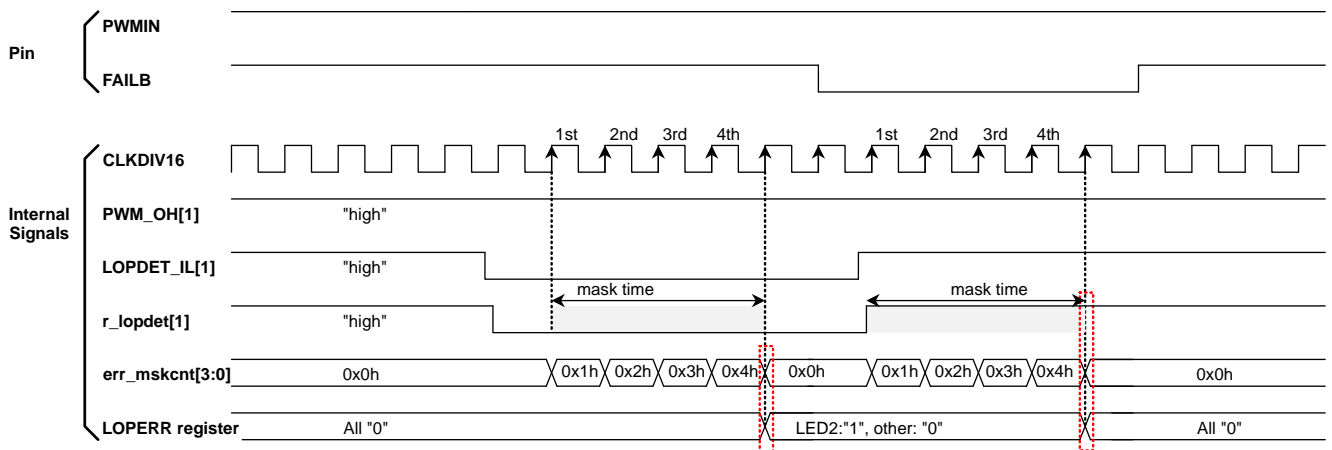 Pin
PWMIN
FAILB
1st 2nd 3rd 4th 1st 2nd 3rd 4th
CLKDIV16
Internal
Signals
PWM_OH[1] "high"
LOPDET_IL[1] "high"
mask time mask time
r_lopdet[1] "high"
err_mskcnt[3:0] 0x0h 0x1h 0x2h 0x3h 0x4h 0x0h 0x1h 0x2h 0x3h 0x4h 0x0h
LOPERR register All "0" LED2:"1", other: "0" All "0"